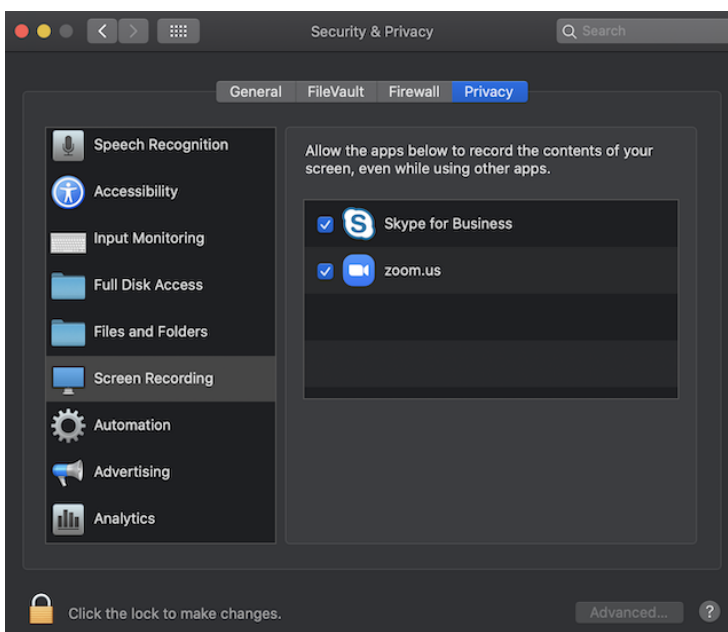 Security & Privacy
Search
General
FileVault
Firewall
Privacy
Speech Recognition
Accessibility
Input Monitoring
Full Disk Access
Files and Folders
Screen Recording
Automation
Advertising
Analytics
Allow the apps below to record the contents of your
screen, even while using other apps.
Skype for Business
zoom.us
Click the lock to make changes.
Advanced...
?